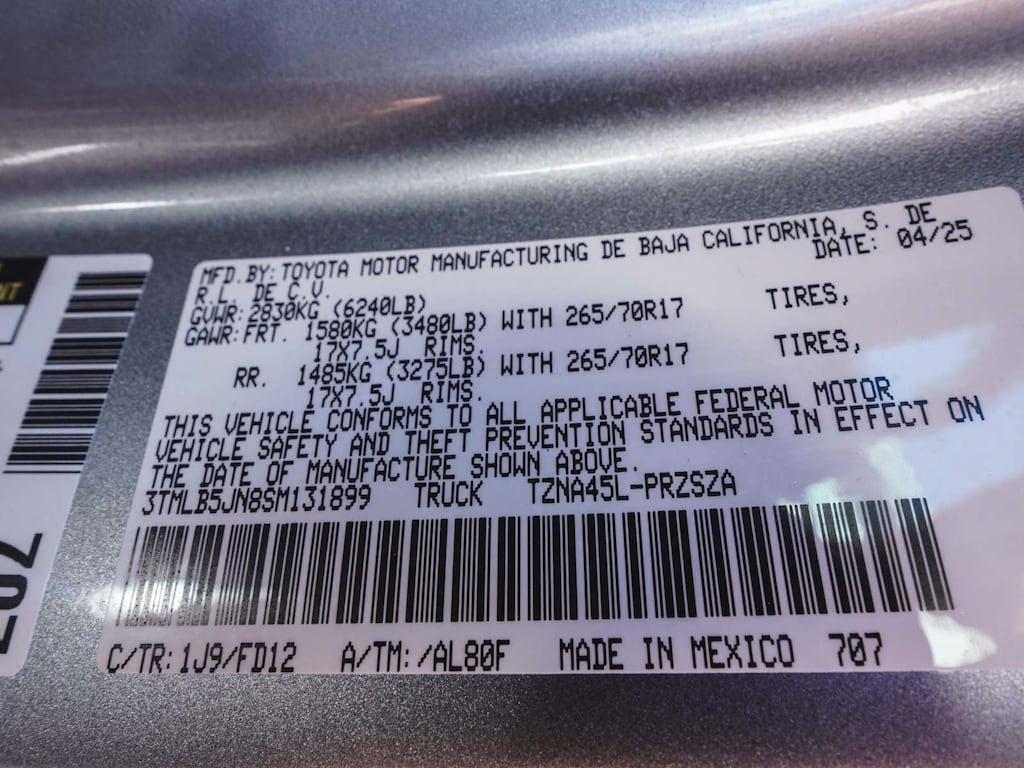 MFD. BY: TOYOTA MOTOR MANUFACTURING DE BAJA CALIFORNIA, S. DE
R.L. DE C.V. DATE: 04/25
GVWR: 2830KG (6240LB)
GAWR: FRT. 1580KG (3480LB) WITH 265/70R17 TIRES,
17X7.5J RIMS.
RR. 1485KG (3275LB) WITH 265/70R17 TIRES,
17X7.5J RIMS.
THIS VEHICLE CONFORMS TO ALL APPLICABLE FEDERAL MOTOR
VEHICLE SAFETY AND THEFT PREVENTION STANDARDS IN EFFECT ON
THE DATE OF MANUFACTURE SHOWN ABOVE.
3TMLB5JN8SM131899 TRUCK TZNA45L-PRZSZA
C/TR: 1J9/FD12 A/TM: /AL80F MADE IN MEXICO 707